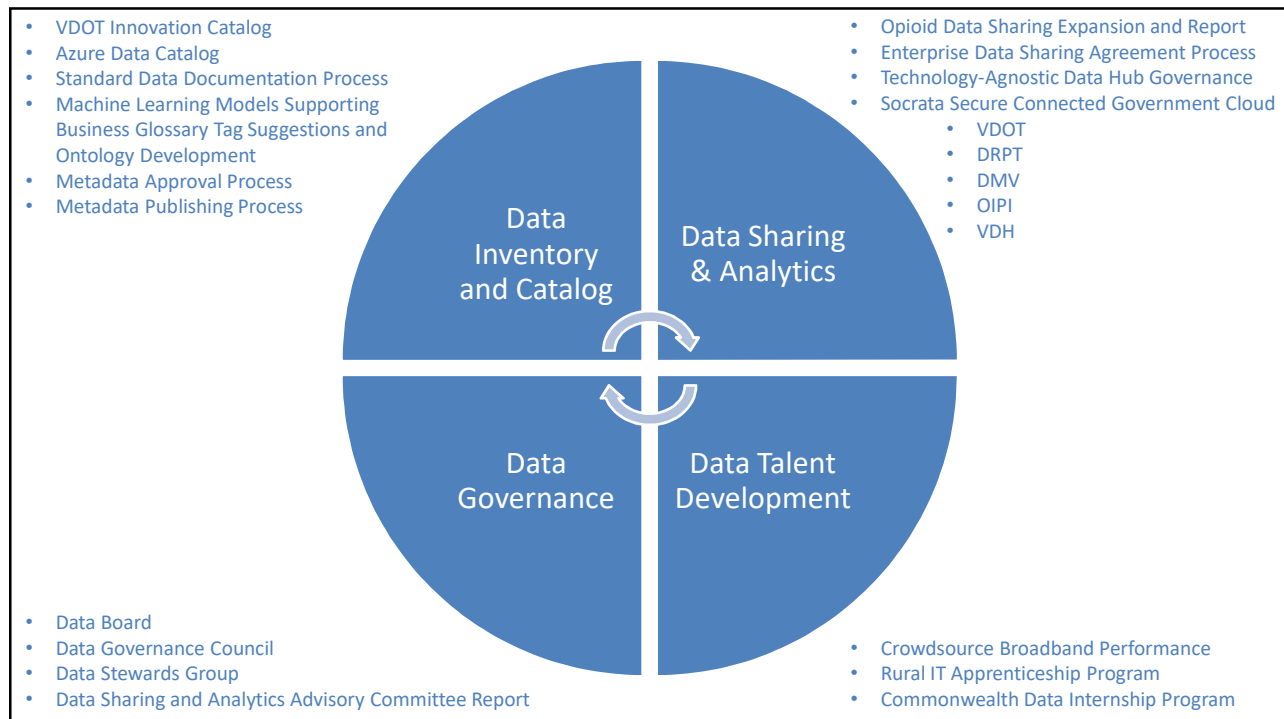 • VDOT Innovation Catalog
• Azure Data Catalog
• Standard Data Documentation Process
• Machine Learning Models Supporting
Business Glossary Tag Suggestions and
Ontology Development
• Metadata Approval Process
• Metadata Publishing Process
• Opioid Data Sharing Expansion and Report
• Enterprise Data Sharing Agreement Process
• Technology-Agnostic Data Hub Governance
• Socrata Secure Connected Government Cloud
• VDOT
• DRPT
• DMV
• OIPI
• VDH
Data
Inventory
and Catalog
Data Sharing
& Analytics
Data
Governance
Data Talent
Development
• Data Board
• Data Governance Council
• Data Stewards Group
• Data Sharing and Analytics Advisory Committee Report
• Crowdsource Broadband Performance
• Rural IT Apprenticeship Program
• Commonwealth Data Internship Program